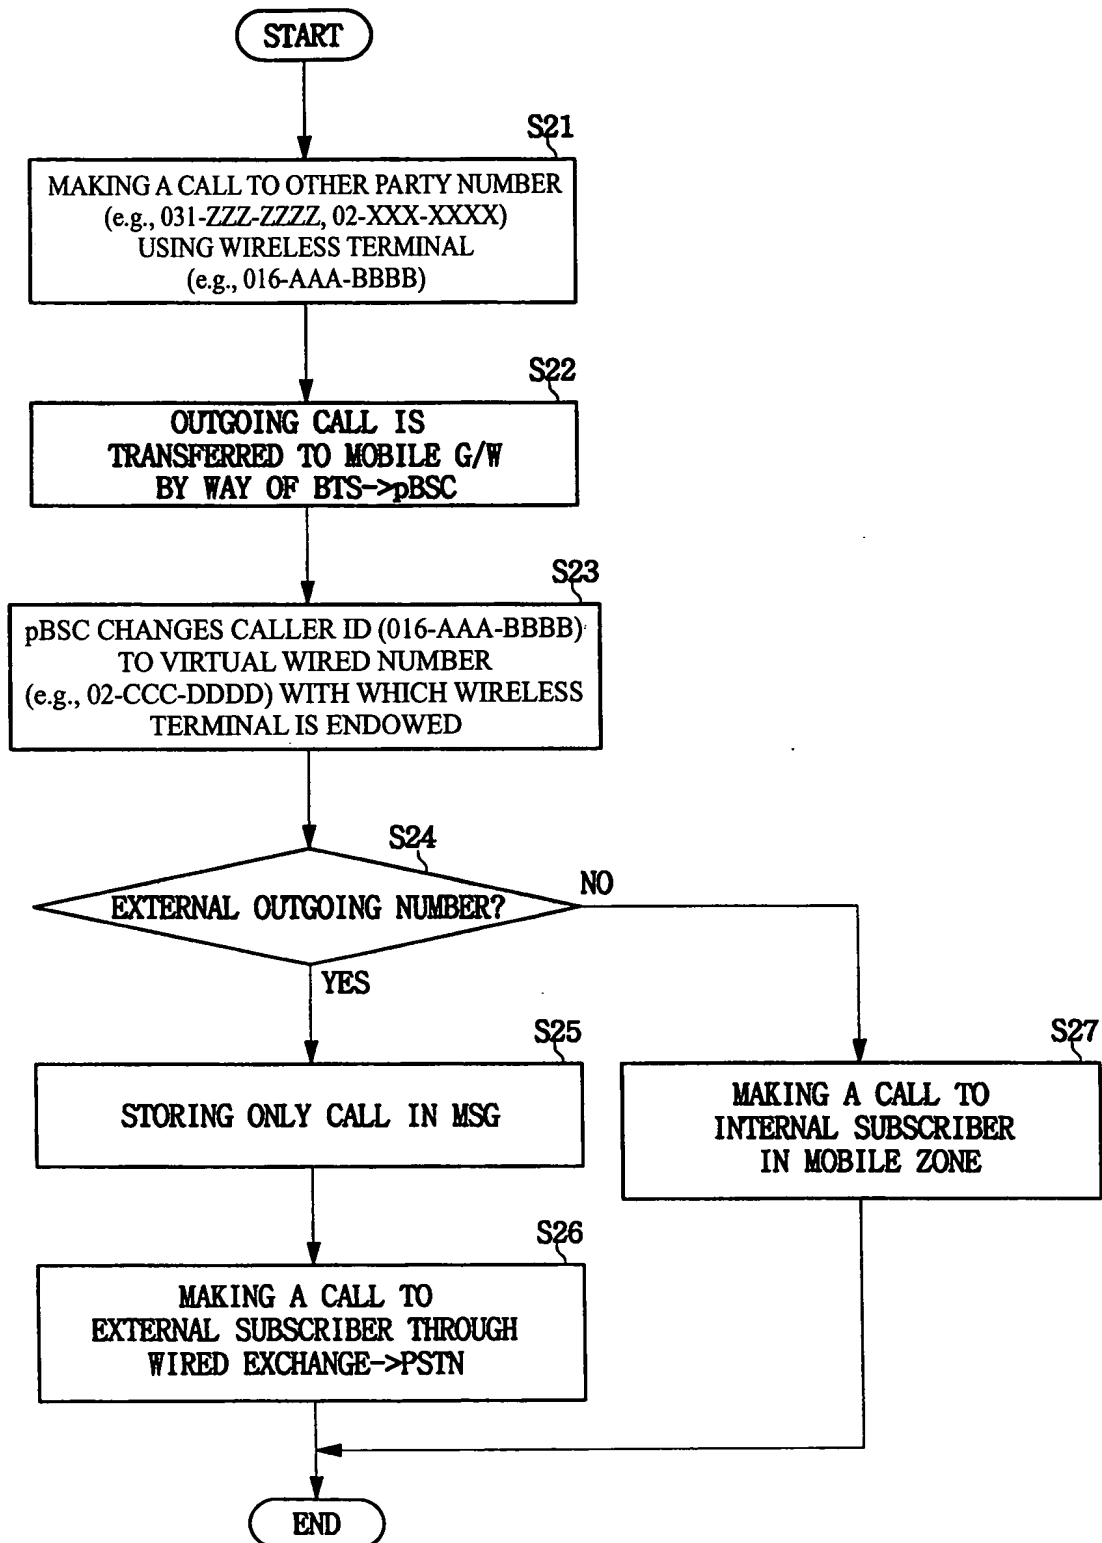 START
S21
MAKING A CALL TO OTHER PARTY NUMBER
(e.g., 031-ZZZ-ZZZZ, 02-XXX-XXXX)
USING WIRELESS TERMINAL
(e.g., 016-AAA-BBBB)
S22
OUTGOING CALL IS
TRANSFERRED TO MOBILE G/W
BY WAY OF BTS->pBSC
S23
pBSC CHANGES CALLER ID (016-AAA-BBBB)
TO VIRTUAL WIRED NUMBER
(e.g., 02-CCC-DDDD) WITH WHICH WIRELESS
TERMINAL IS ENDOWED
S24
EXTERNAL OUTGOING NUMBER?
NO
YES
S25
STORING ONLY CALL IN MSG
S27
MAKING A CALL TO
INTERNAL SUBSCRIBER
IN MOBILE ZONE
S26
MAKING A CALL TO
EXTERNAL SUBSCRIBER THROUGH
WIRED EXCHANGE->PSTN
END